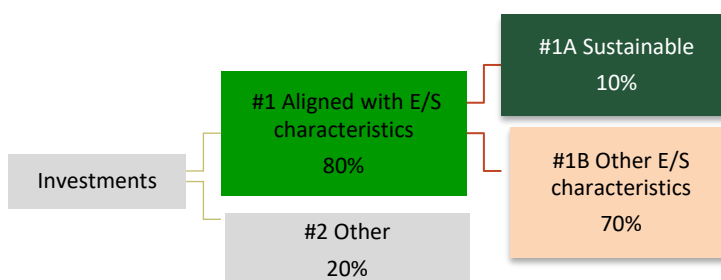 Investments
#1 Aligned with E/S
characteristics
80%
#2 Other
20%
#1A Sustainable
10%
#1B Other E/S
characteristics
70%